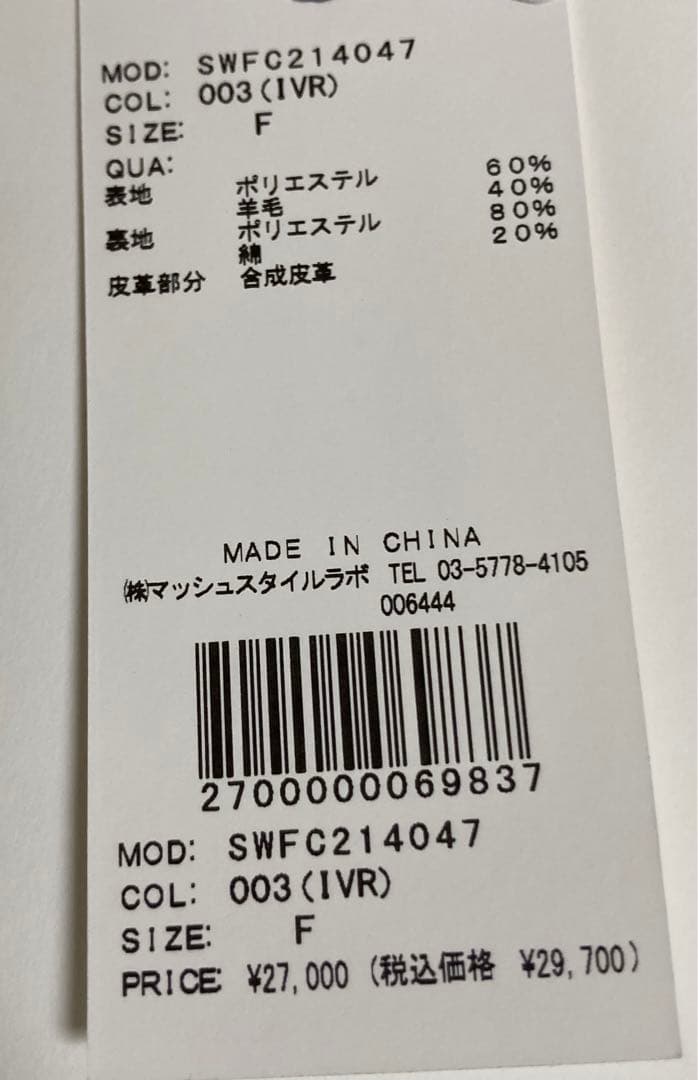 MOD: SWFC214047
COL: 003(IVR)
SIZE: F
QUA:
表地 ポリエステル 60%
羊毛 40%
裏地 ポリエステル 80%
綿 20%
皮革部分 合成皮革
MADE IN CHINA
㈱マッシュスタイルラボ TEL 03-5778-4105
006444
2700000069837
MOD: SWFC214047
COL: 003(IVR)
SIZE: F
PRICE: ¥27,000 (税込価格 ¥29,700)